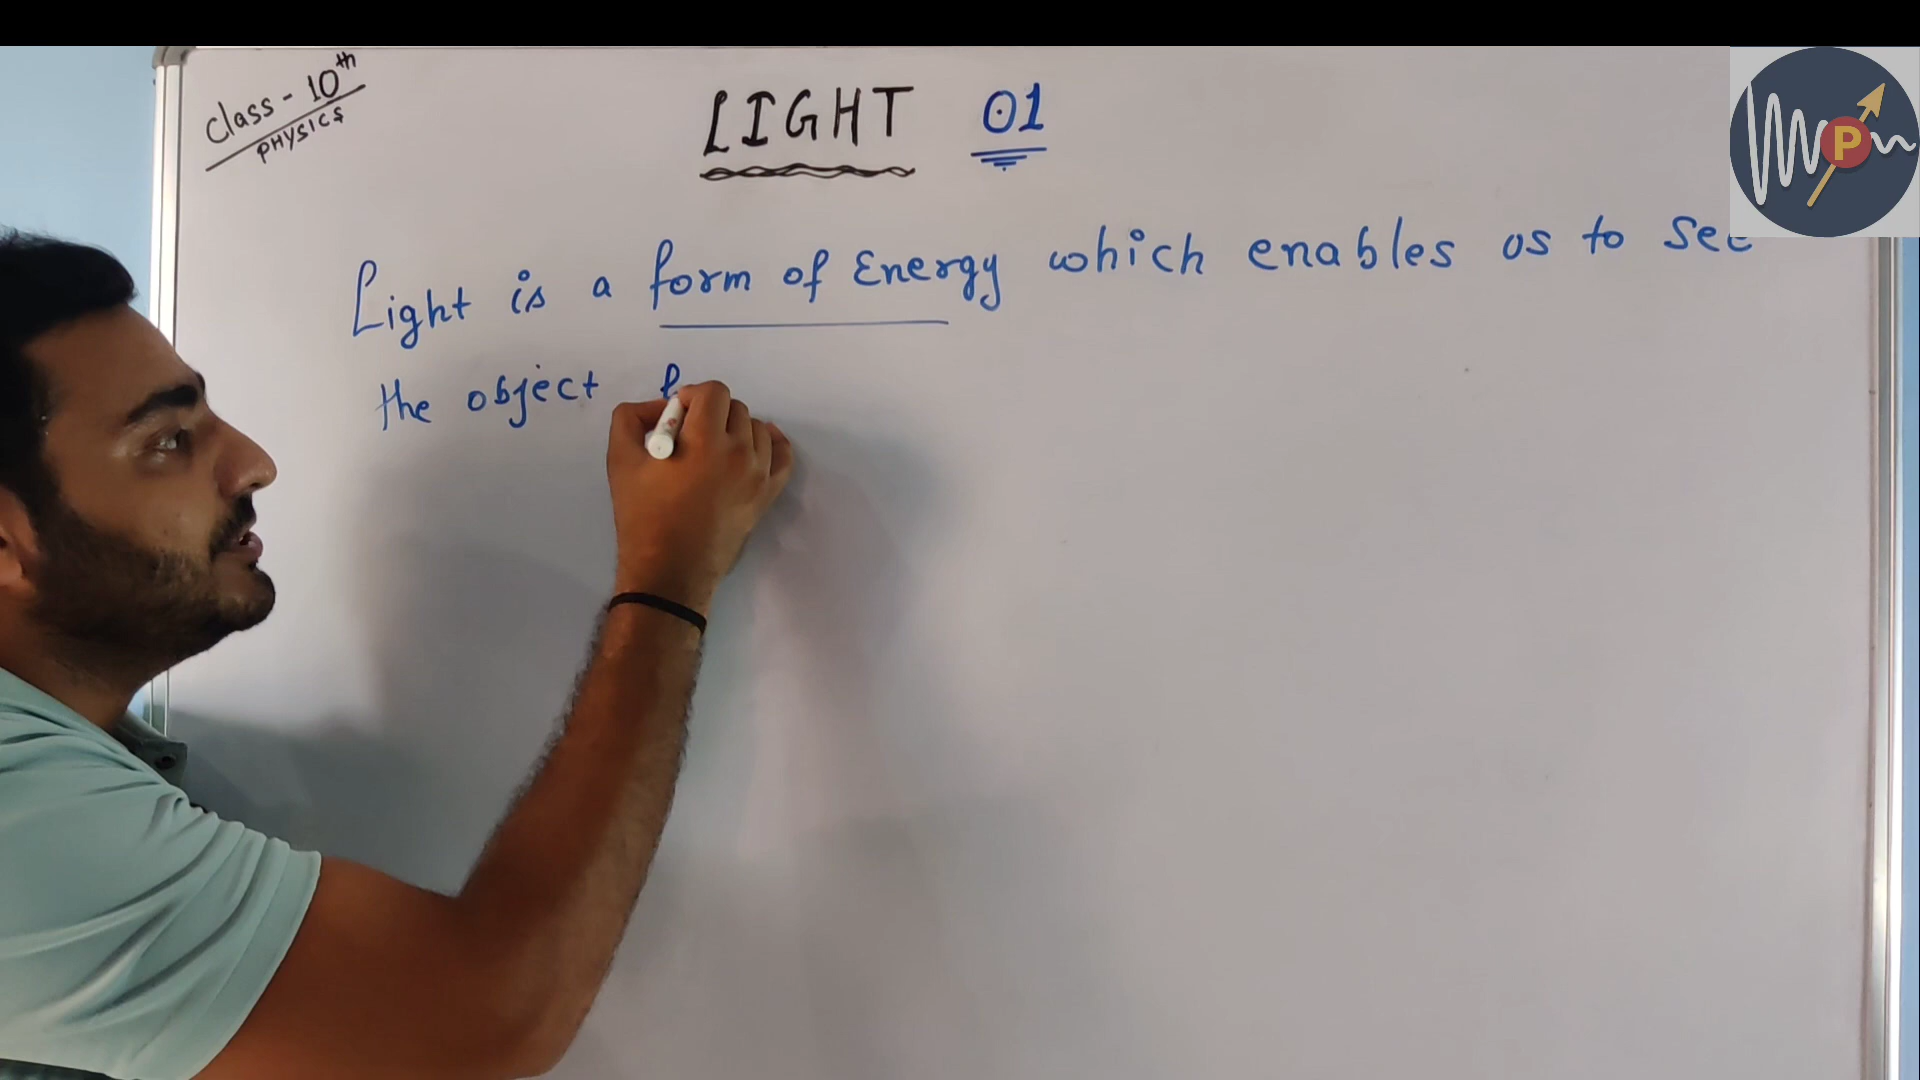 Class - 10th
PHYSICS
LIGHT 01
P
Light is a form of Energy which enables us to see
the object